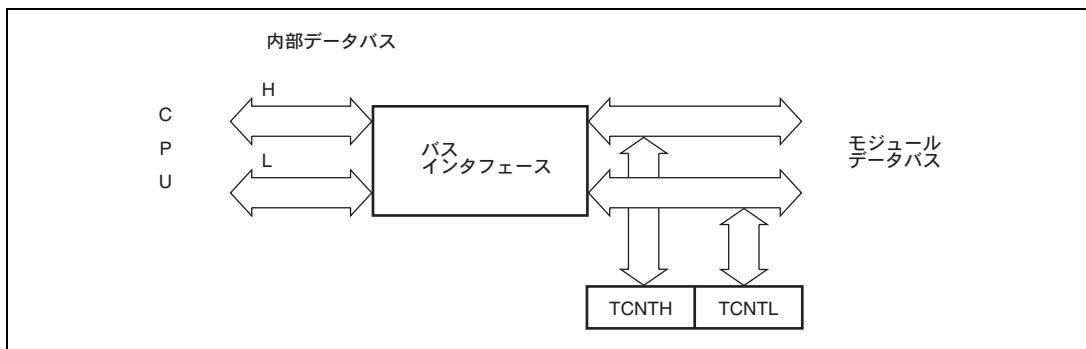 内部データバス
H
C
P
U
L
バス
インタフェース
モジュール
データバス
TCNTH
TCNTL